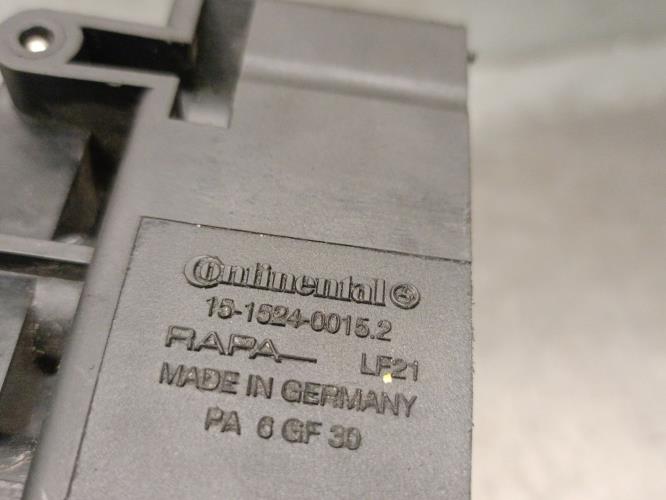 Continental
15-1524-0015.2
RAPA LF21
MADE IN GERMANY
PA 6 GF 30